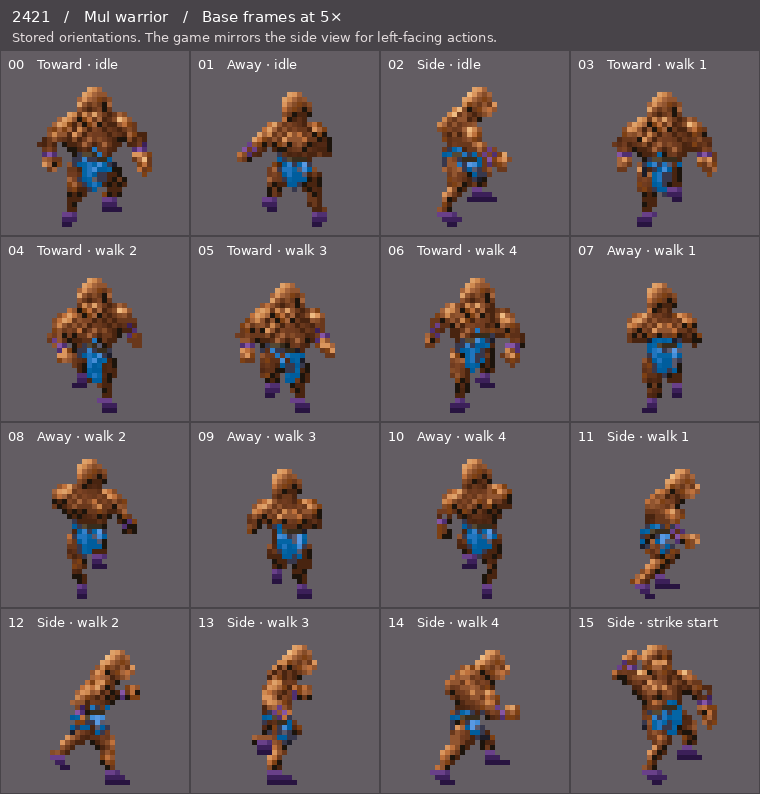 2421 / Mul warrior / Base frames at 5×
Stored orientations. The game mirrors the side view for left-facing actions.
00 Toward · idle
01 Away · idle
02 Side · idle
03 Toward · walk 1
04 Toward · walk 2
05 Toward · walk 3
06 Toward · walk 4
07 Away · walk 1
08 Away · walk 2
09 Away · walk 3
10 Away · walk 4
11 Side · walk 1
12 Side · walk 2
13 Side · walk 3
14 Side · walk 4
15 Side · strike start